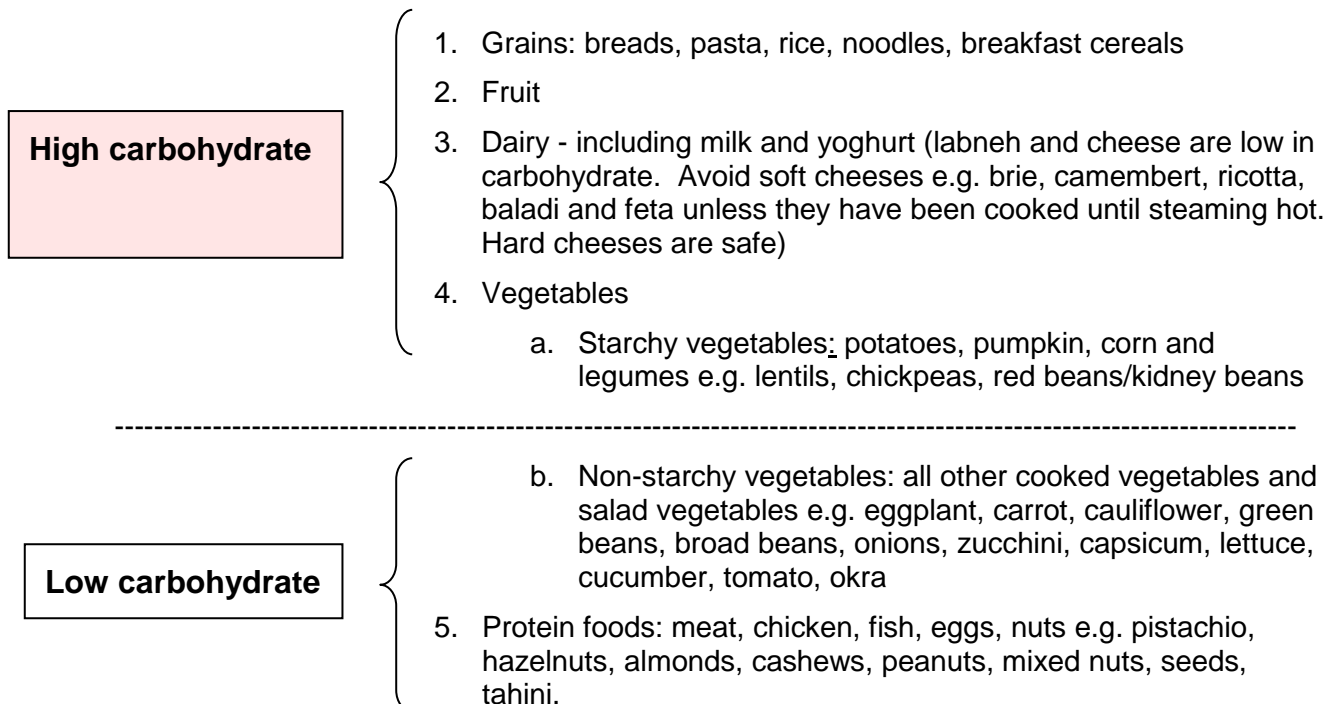 1. Grains: breads, pasta, rice, noodles, breakfast cereals
2. Fruit
High carbohydrate
3. Dairy - including milk and yoghurt (labneh and cheese are low in
carbohydrate.  Avoid soft cheeses e.g. brie, camembert, ricotta,
baladi and feta unless they have been cooked until steaming hot.
Hard cheeses are safe)
4. Vegetables
a. Starchy vegetables: potatoes, pumpkin, corn and
legumes e.g. lentils, chickpeas, red beans/kidney beans
b. Non-starchy vegetables: all other cooked vegetables and
salad vegetables e.g. eggplant, carrot, cauliflower, green
beans, broad beans, onions, zucchini, capsicum, lettuce,
cucumber, tomato, okra
Low carbohydrate
5. Protein foods: meat, chicken, fish, eggs, nuts e.g. pistachio,
hazelnuts, almonds, cashews, peanuts, mixed nuts, seeds,
tahini.